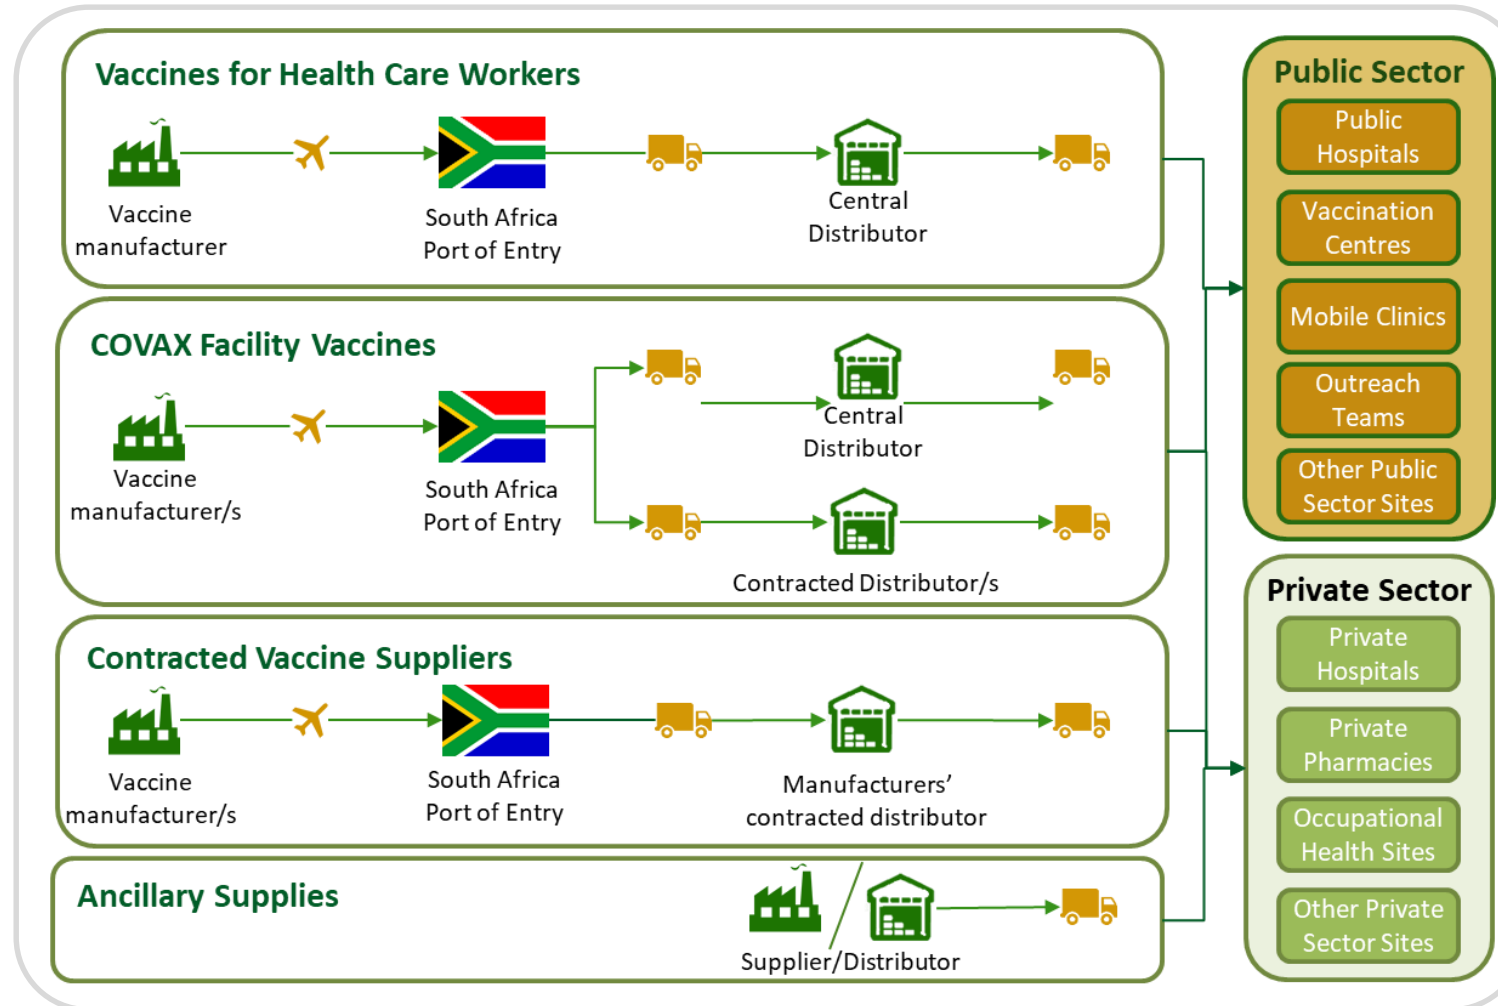 Vaccines for Health Care Workers
Vaccine
manufacturer
South Africa
Port of Entry
Central
Distributor
COVAX Facility Vaccines
Vaccine
manufacturer/s
South Africa
Port of Entry
Central
Distributor
Contracted Distributor/s
Contracted Vaccine Suppliers
Vaccine
manufacturer/s
South Africa
Port of Entry
Manufacturers’
contracted distributor
Ancillary Supplies
Supplier/Distributor
Public Sector
Public
Hospitals
Vaccination
Centres
Mobile Clinics
Outreach
Teams
Other Public
Sector Sites
Private Sector
Private
Hospitals
Private
Pharmacies
Occupational
Health Sites
Other Private
Sector Sites